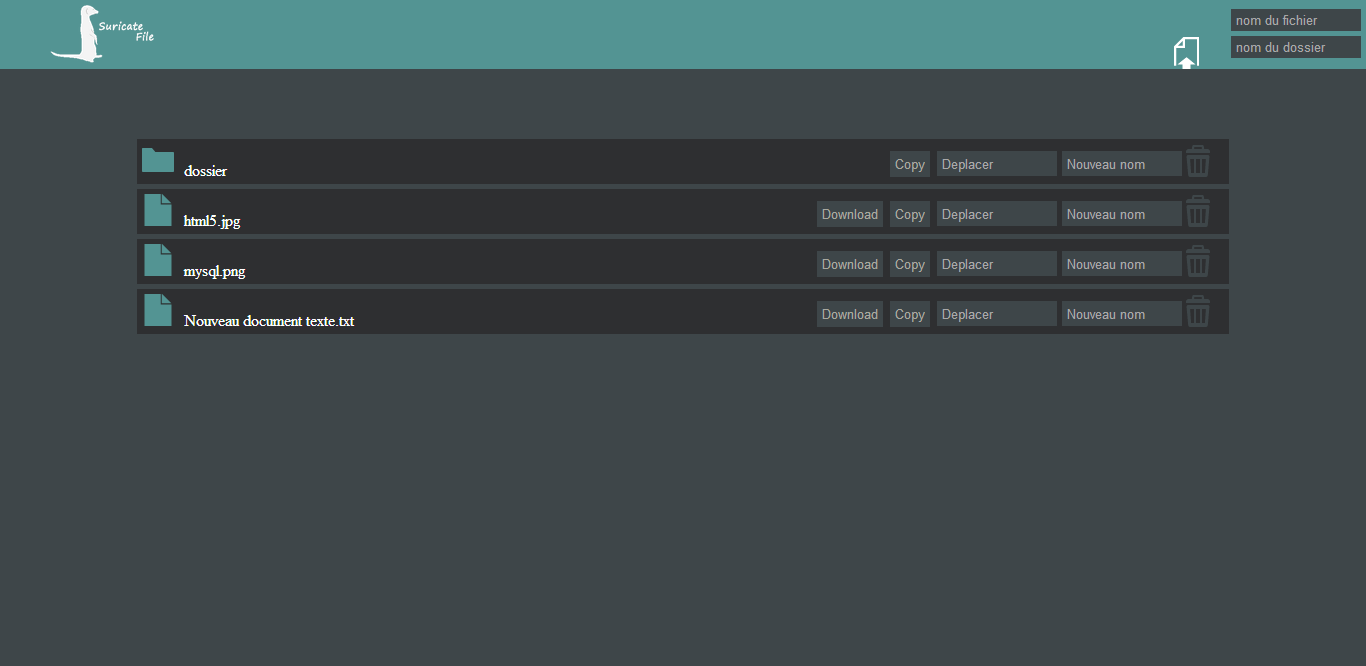 Suricate
File
nom du fichier
nom du dossier
dossier Copy Deplacer Nouveau nom
html5.jpg Download Copy Deplacer Nouveau nom
mysql.png Download Copy Deplacer Nouveau nom
Nouveau document texte.txt Download Copy Deplacer Nouveau nom